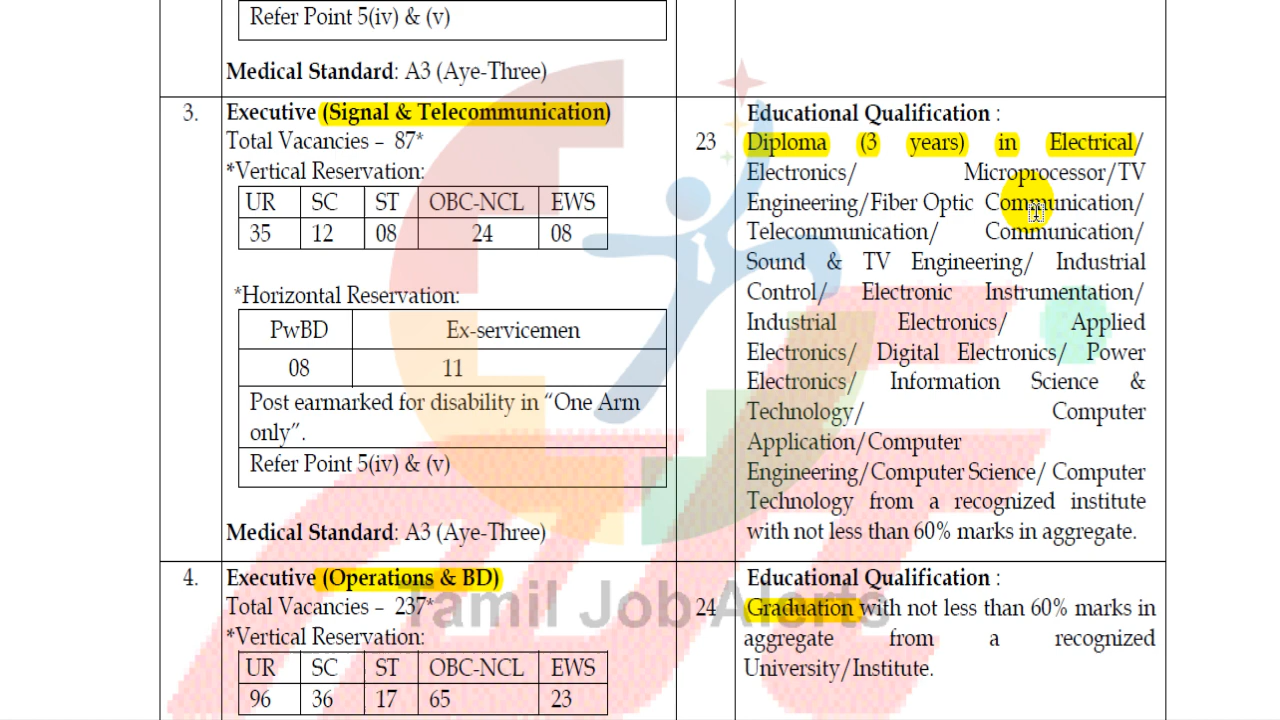 Refer Point 5(iv) & (v)
Medical Standard: A3 (Aye-Three)
3.
Executive (Signal & Telecommunication)
Total Vacancies – 87*
*Vertical Reservation:
UR SC ST OBC-NCL EWS
35 12 08 24 08
*Horizontal Reservation:
PwBD Ex-servicemen
08 11
Post earmarked for disability in “One Arm
only”.
Refer Point 5(iv) & (v)
Medical Standard: A3 (Aye-Three)
23
Educational Qualification :
Diploma (3 years) in Electrical/
Electronics/ Microprocessor/TV
Engineering/Fiber Optic Communication/
Telecommunication/ Communication/
Sound & TV Engineering/ Industrial
Control/ Electronic Instrumentation/
Industrial Electronics/ Applied
Electronics/ Digital Electronics/ Power
Electronics/ Information Science &
Technology/ Computer
Application/Computer
Engineering/Computer Science/ Computer
Technology from a recognized institute
with not less than 60% marks in aggregate.
4.
Executive (Operations & BD)
Total Vacancies – 237*
*Vertical Reservation:
UR SC ST OBC-NCL EWS
96 36 17 65 23
24
Educational Qualification :
Graduation with not less than 60% marks in
aggregate from a recognized
University/Institute.
Tamil Job Alerts